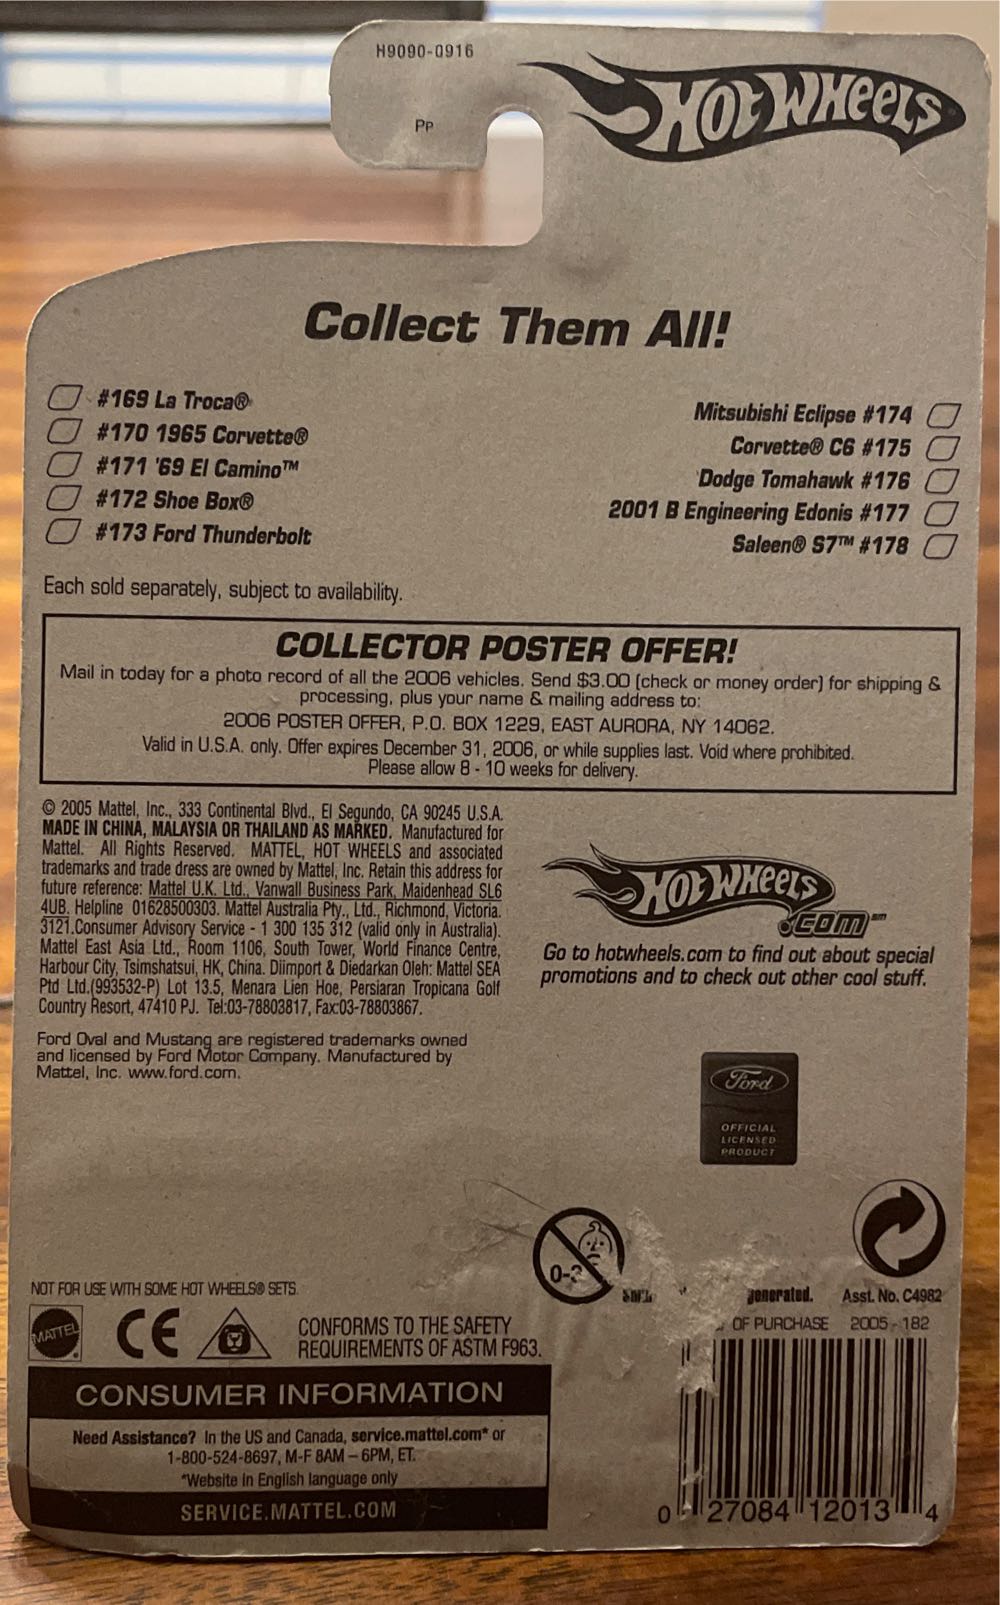 H9090-0916
HOT WHEELS
PP
Collect Them All!
#169 La Troca®
#170 1965 Corvette®
#171 '69 El Camino™
#172 Shoe Box®
#173 Ford Thunderbolt
Mitsubishi Eclipse #174
Corvette® C6 #175
Dodge Tomahawk #176
2001 B Engineering Edonis #177
Saleen® S7™ #178
Each sold separately, subject to availability.
COLLECTOR POSTER OFFER!
Mail in today for a photo record of all the 2006 vehicles. Send $3.00 (check or money order) for shipping &
processing, plus your name & mailing address to:
2006 POSTER OFFER, P.O. BOX 1229, EAST AURORA, NY 14062.
Valid in U.S.A. only. Offer expires December 31, 2006, or while supplies last. Void where prohibited.
Please allow 8 - 10 weeks for delivery.
© 2005 Mattel, Inc., 333 Continental Blvd., El Segundo, CA 90245 U.S.A.
MADE IN CHINA, MALAYSIA OR THAILAND AS MARKED. Manufactured for
Mattel. All Rights Reserved. MATTEL, HOT WHEELS and associated
trademarks and trade dress are owned by Mattel, Inc. Retain this address for
future reference: Mattel U.K. Ltd., Vanwall Business Park, Maidenhead SL6
4UB. Helpline 01628500303. Mattel Australia Pty., Ltd., Richmond, Victoria.
3121.Consumer Advisory Service - 1 300 135 312 (valid only in Australia).
Mattel East Asia Ltd., Room 1106, South Tower, World Finance Centre,
Harbour City, Tsimshatsui, HK, China. Diimport & Diedarkan Oleh: Mattel SEA
Ptd Ltd.(993532-P) Lot 13.5, Menara Lien Hoe, Persiaran Tropicana Golf
Country Resort, 47410 PJ. Tel:03-78803817, Fax:03-78803867.
Ford Oval and Mustang are registered trademarks owned
and licensed by Ford Motor Company. Manufactured by
Mattel, Inc. www.ford.com.
HOT WHEELS
.COM℠
Go to hotwheels.com to find out about special
promotions and to check out other cool stuff.
Ford
OFFICIAL
LICENSED
PRODUCT
0-3
NOT FOR USE WITH SOME HOT WHEELS® SETS.
generated. Asst. No. C4982
OF PURCHASE 2005 - 182
MATTEL
CE
CONFORMS TO THE SAFETY
REQUIREMENTS OF ASTM F963.
CONSUMER INFORMATION
Need Assistance? In the US and Canada, service.mattel.com* or
1-800-524-8697, M-F 8AM – 6PM, ET.
*Website in English language only
SERVICE.MATTEL.COM
0 27084 12013 4